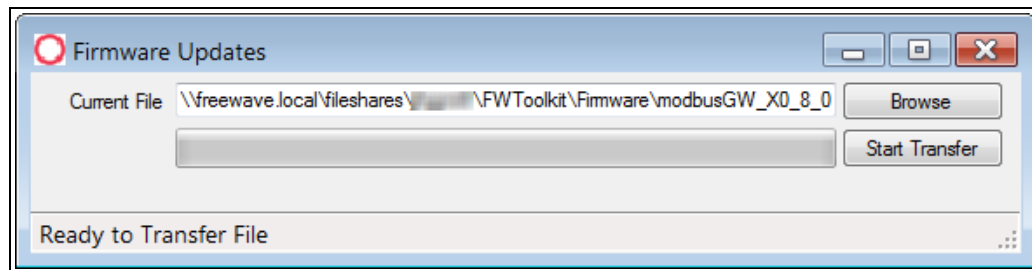 Firmware Updates
Current File \\freewave.local\fileshares\ \FWToolkit\Firmware\modbusGW_X0_8_0 Browse
Start Transfer
Ready to Transfer File